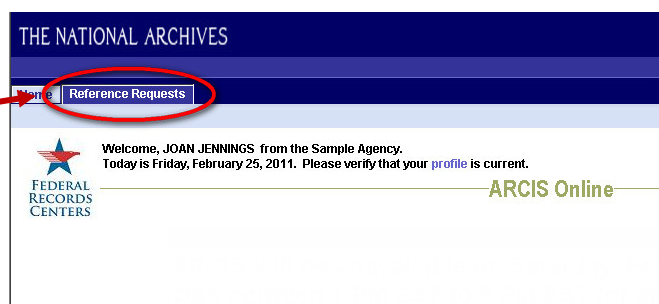 THE NATIONAL ARCHIVES
Home Reference Requests
Welcome, JOAN JENNINGS from the Sample Agency.
Today is Friday, February 25, 2011. Please verify that your profile is current.
FEDERAL
RECORDS
CENTERS
ARCIS Online